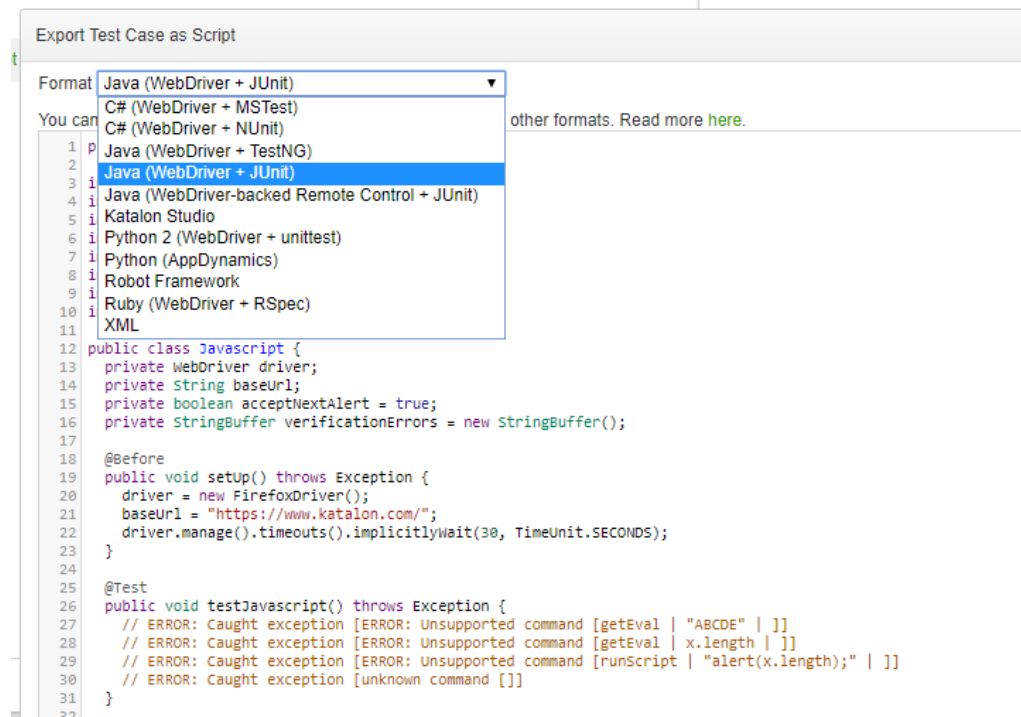 Export Test Case as Script
t
Format Java (WebDriver + JUnit) ▼
C# (WebDriver + MSTest)
You can other formats. Read more here.
C# (WebDriver + NUnit)
1 p Java (WebDriver + TestNG)
2 Java (WebDriver + JUnit)
3 i Java (WebDriver-backed Remote Control + JUnit)
4 i
5 i Katalon Studio
6 i Python 2 (WebDriver + unittest)
7 i Python (AppDynamics)
8 i Robot Framework
9 i Ruby (WebDriver + RSpec)
10 i
11 XML
12 public class Javascript {
13 private WebDriver driver;
14 private String baseUrl;
15 private boolean acceptNextAlert = true;
16 private StringBuffer verificationErrors = new StringBuffer();
17
18 @Before
19 public void setUp() throws Exception {
20 driver = new FirefoxDriver();
21 baseUrl = "https://www.katalon.com/";
22 driver.manage().timeouts().implicitlyWait(30, TimeUnit.SECONDS);
23 }
24
25 @Test
26 public void testJavascript() throws Exception {
27 // ERROR: Caught exception [ERROR: Unsupported command [getEval | "ABCDE" | ]]
28 // ERROR: Caught exception [ERROR: Unsupported command [getEval | x.length | ]]
29 // ERROR: Caught exception [ERROR: Unsupported command [runScript | "alert(x.length);" | ]]
30 // ERROR: Caught exception [unknown command []]
31 }
32